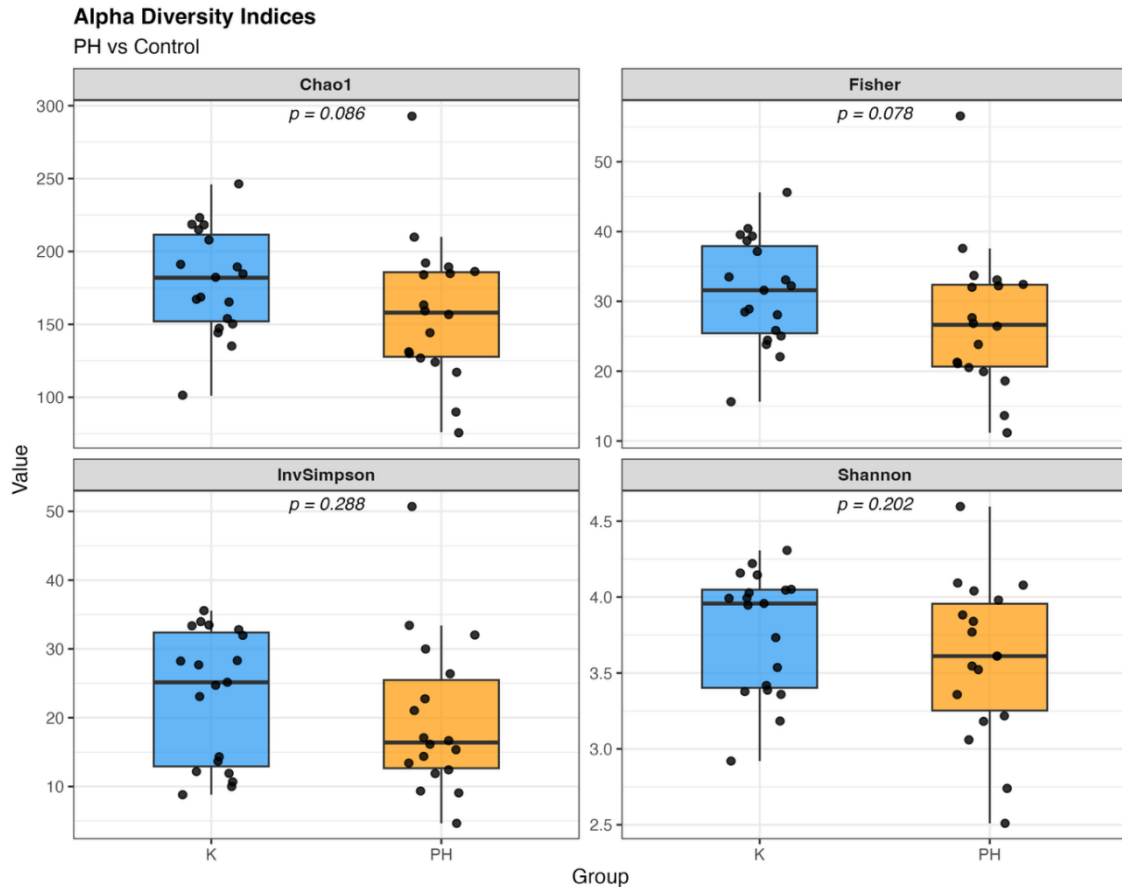 Alpha Diversity Indices
PH vs Control
Chao1
Fisher
p = 0.086
p = 0.078
300
250
200
150
100
50
40
30
20
10
Value
InvSimpson
Shannon
p = 0.288
p = 0.202
50
40
30
20
10
4.5
4.0
3.5
3.0
2.5
K
PH
K
PH
Group